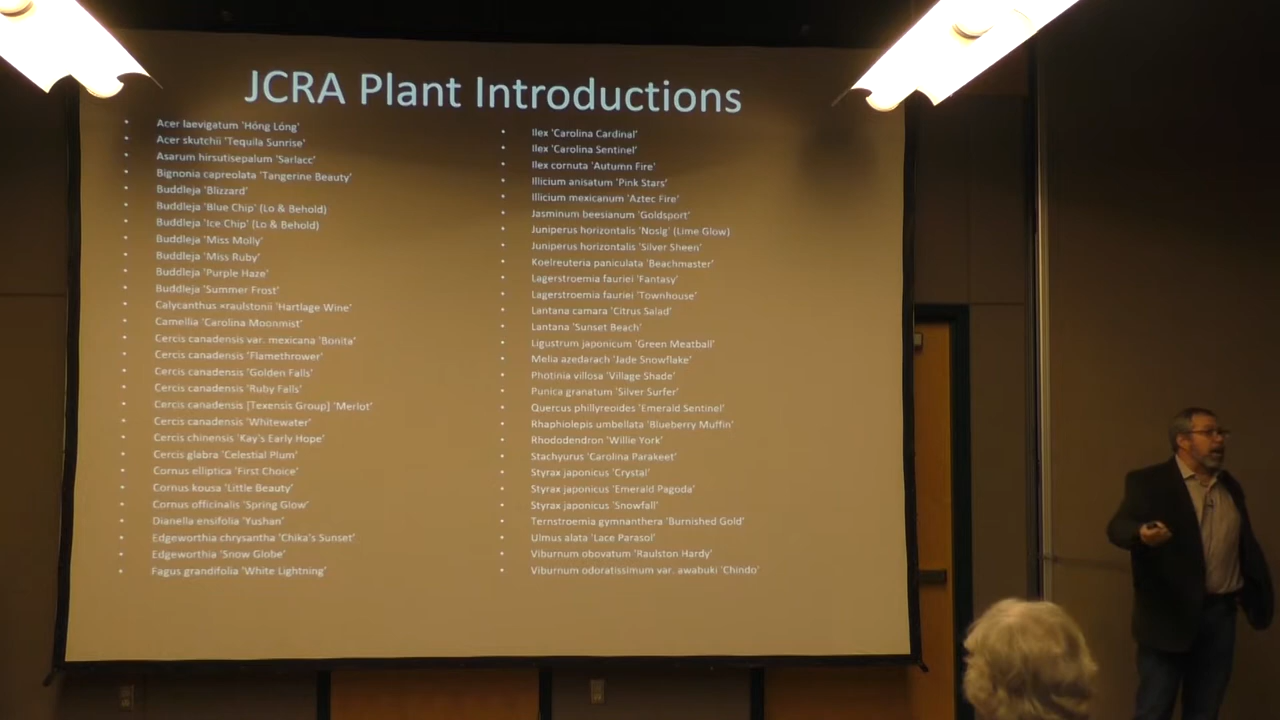 JCRA Plant Introductions
• Acer laevigatum 'Hóng Lóng'
• Acer skutchii 'Tequila Sunrise'
• Asarum hirsutisepalum 'Sarlacc'
• Bignonia capreolata 'Tangerine Beauty'
• Buddleja 'Blizzard'
• Buddleja 'Blue Chip' (Lo & Behold)
• Buddleja 'Ice Chip' (Lo & Behold)
• Buddleja 'Miss Molly'
• Buddleja 'Miss Ruby'
• Buddleja 'Purple Haze'
• Buddleja 'Summer Frost'
• Calycanthus ×raulstonii 'Hartlage Wine'
• Camellia 'Carolina Moonmist'
• Cercis canadensis var. mexicana 'Bonita'
• Cercis canadensis 'Flamethrower'
• Cercis canadensis 'Golden Falls'
• Cercis canadensis 'Ruby Falls'
• Cercis canadensis [Texensis Group] 'Merlot'
• Cercis canadensis 'Whitewater'
• Cercis chinensis 'Kay's Early Hope'
• Cercis glabra 'Celestial Plum'
• Cornus elliptica 'First Choice'
• Cornus kousa 'Little Beauty'
• Cornus officinalis 'Spring Glow'
• Dianella ensifolia 'Yushan'
• Edgeworthia chrysantha 'Chika's Sunset'
• Edgeworthia 'Snow Globe'
• Fagus grandifolia 'White Lightning'
• Ilex 'Carolina Cardinal'
• Ilex 'Carolina Sentinel'
• Ilex cornuta 'Autumn Fire'
• Illicium anisatum 'Pink Stars'
• Illicium mexicanum 'Aztec Fire'
• Jasminum beesianum 'Goldsport'
• Juniperus horizontalis 'Noslg' (Lime Glow)
• Juniperus horizontalis 'Silver Sheen'
• Koelreuteria paniculata 'Beachmaster'
• Lagerstroemia fauriei 'Fantasy'
• Lagerstroemia fauriei 'Townhouse'
• Lantana camara 'Citrus Salad'
• Lantana 'Sunset Beach'
• Ligustrum japonicum 'Green Meatball'
• Melia azedarach 'Jade Snowflake'
• Photinia villosa 'Village Shade'
• Punica granatum 'Silver Surfer'
• Quercus phillyreoides 'Emerald Sentinel'
• Rhaphiolepis umbellata 'Blueberry Muffin'
• Rhododendron 'Willie York'
• Stachyurus 'Carolina Parakeet'
• Styrax japonicus 'Crystal'
• Styrax japonicus 'Emerald Pagoda'
• Styrax japonicus 'Snowfall'
• Ternstroemia gymnanthera 'Burnished Gold'
• Ulmus alata 'Lace Parasol'
• Viburnum obovatum 'Raulston Hardy'
• Viburnum odoratissimum var. awabuki 'Chindo'